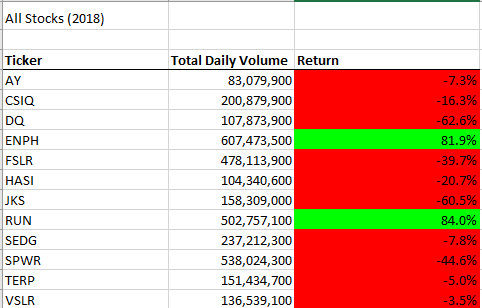 All Stocks (2018)
Ticker Total Daily Volume Return
AY 83,079,900 -7.3%
CSIQ 200,879,900 -16.3%
DQ 107,873,900 -62.6%
ENPH 607,473,500 81.9%
FSLR 478,113,900 -39.7%
HASI 104,340,600 -20.7%
JKS 158,309,000 -60.5%
RUN 502,757,100 84.0%
SEDG 237,212,300 -7.8%
SPWR 538,024,300 -44.6%
TERP 151,434,700 -5.0%
VSLR 136,539,100 -3.5%